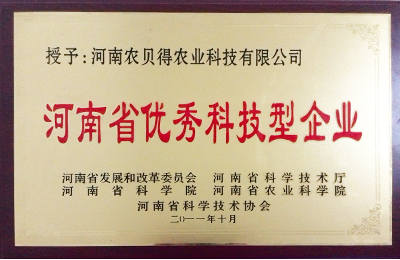 授予:河南农贝得农业科技有限公司
河南省优秀科技型企业
河南省发展和改革委员会 河南省科学技术厅
河南省科学院 河南省农业科学院
河南省科学技术协会
二○一一年十月